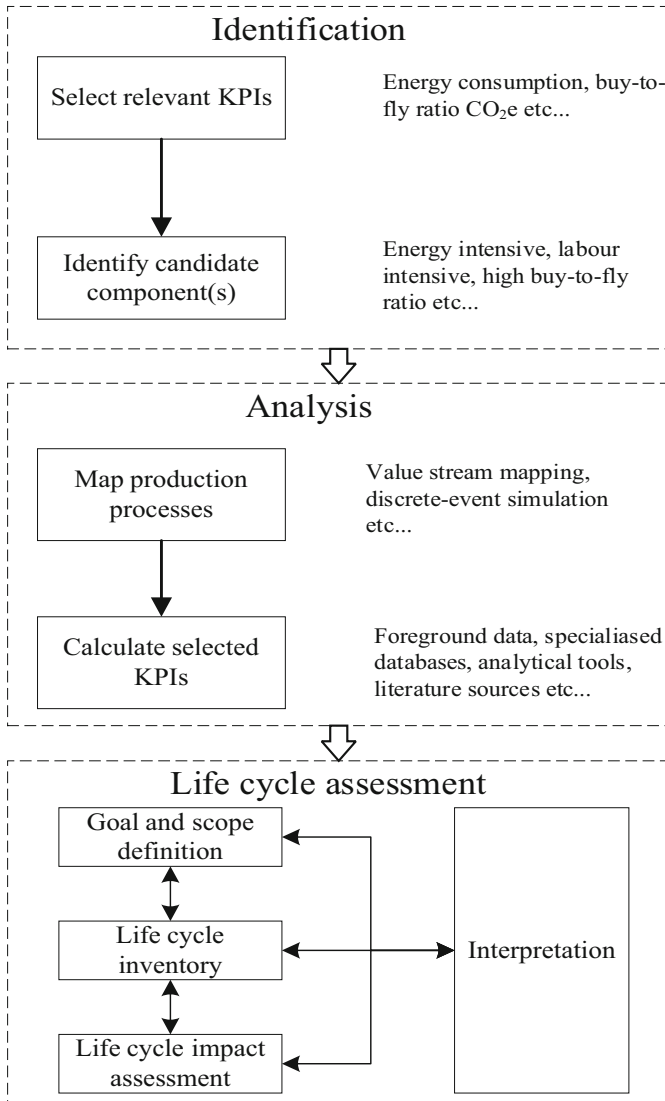 Identification
Select relevant KPIs
Energy consumption, buy-to-
fly ratio CO₂e etc...
Identify candidate
component(s)
Energy intensive, labour
intensive, high buy-to-fly
ratio etc...
Analysis
Map production
processes
Value stream mapping,
discrete-event simulation
etc...
Calculate selected
KPIs
Foreground data, specialiased
databases, analytical tools,
literature sources etc...
Life cycle assessment
Goal and scope
definition
Life cycle
inventory
Life cycle impact
assessment
Interpretation